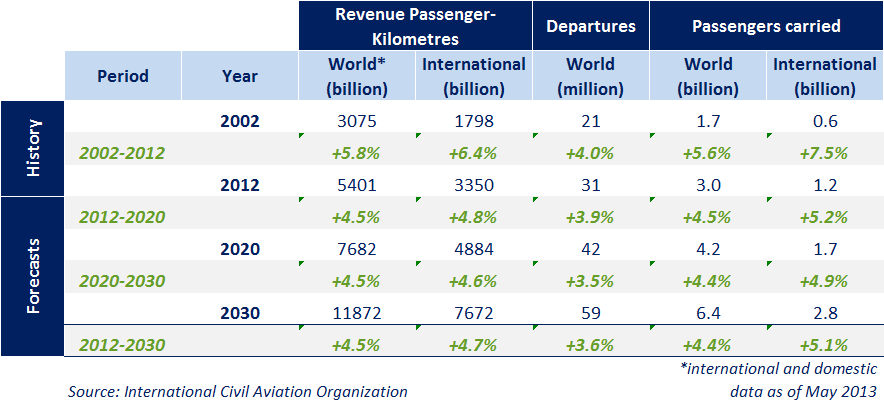 Revenue Passenger-
Kilometres
Departures
Passengers carried
Period
Year
World*
(billion)
International
(billion)
World
(million)
World
(billion)
International
(billion)
History
2002 3075 1798 21 1.7 0.6
2002-2012 +5.8% +6.4% +4.0% +5.6% +7.5%
2012 5401 3350 31 3.0 1.2
Forecasts
2012-2020 +4.5% +4.8% +3.9% +4.5% +5.2%
2020 7682 4884 42 4.2 1.7
2020-2030 +4.5% +4.6% +3.5% +4.4% +4.9%
2030 11872 7672 59 6.4 2.8
2012-2030 +4.5% +4.7% +3.6% +4.4% +5.1%
*international and domestic
data as of May 2013
Source: International Civil Aviation Organization